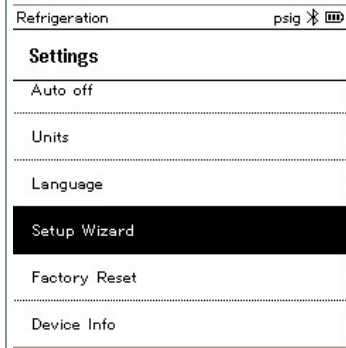 Refrigeration psig
Settings
Auto off
Units
Language
Setup Wizard
Factory Reset
Device Info